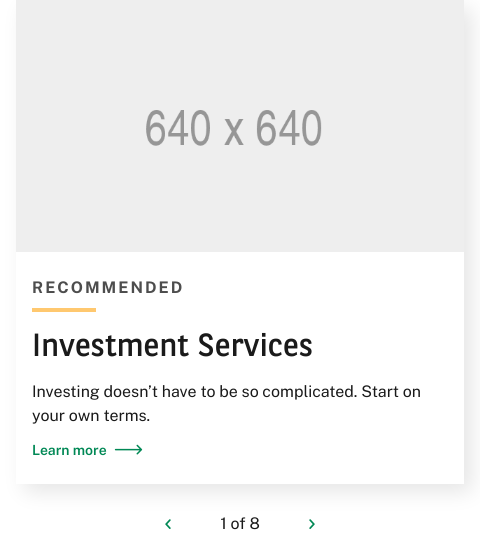 640 x 640
RECOMMENDED
Investment Services
Investing doesn’t have to be so complicated. Start on
your own terms.
Learn more
1 of 8